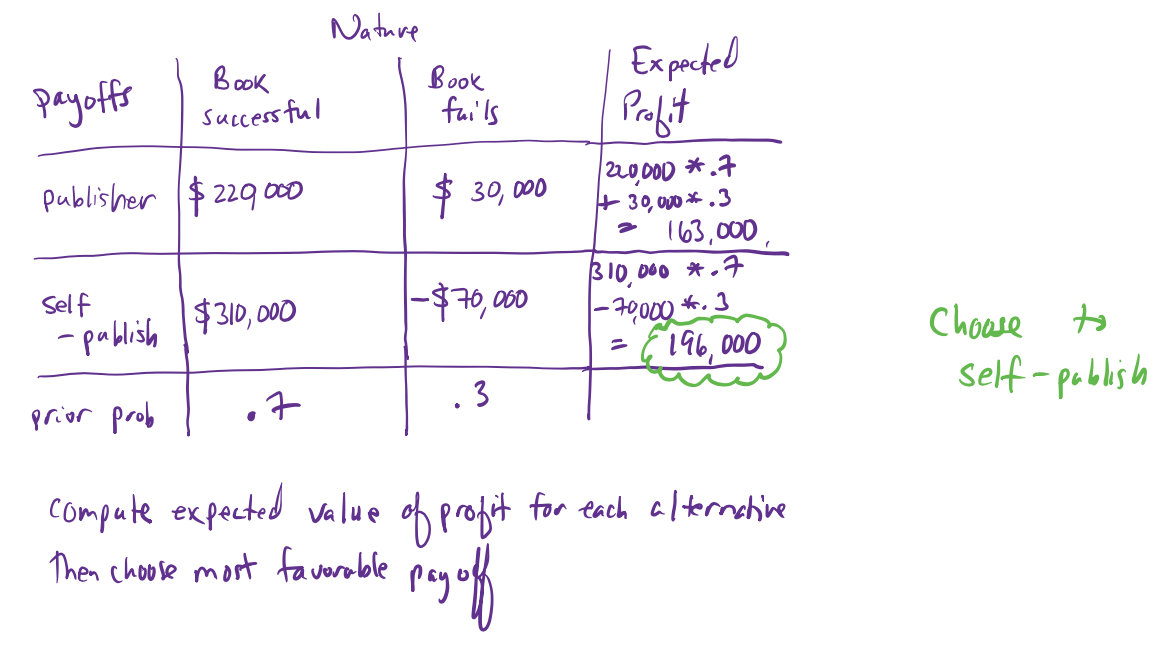 Nature
payoffs
Book
successful
Book
fails
Expected
Profit
publisher
$ 220,000
$ 30,000
220,000 * .7
+ 30,000 * .3
= 163,000
self
- publish
$310,000
-$70,000
310,000 * .7
- 70,000 * .3
= 196,000
prior prob
.7
.3
Choose to
self-publish
compute expected value of profit for each alternative
Then choose most favorable payoff